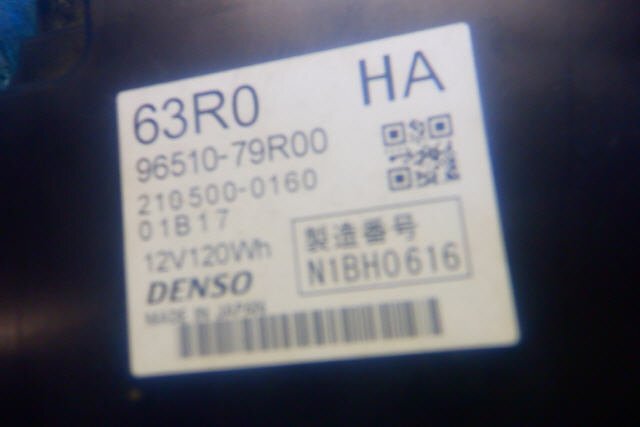 63R0 HA
96510-79R00
210500-0160
01B17
12V120Wh
製造番号
N1BH0616
DENSO
MADE IN JAPAN